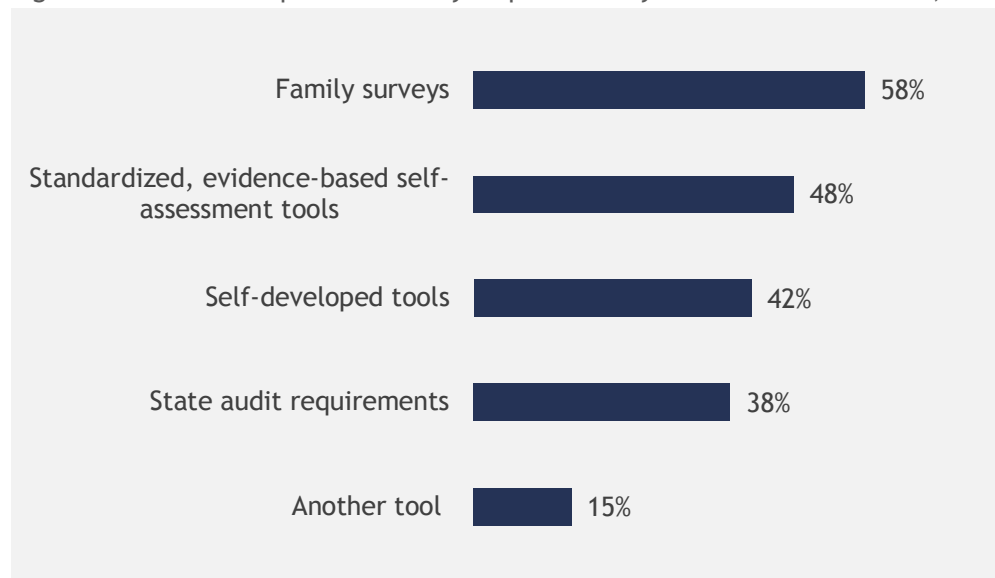 Family surveys 58%
Standardized, evidence-based self-
assessment tools 48%
Self-developed tools 42%
State audit requirements 38%
Another tool 15%